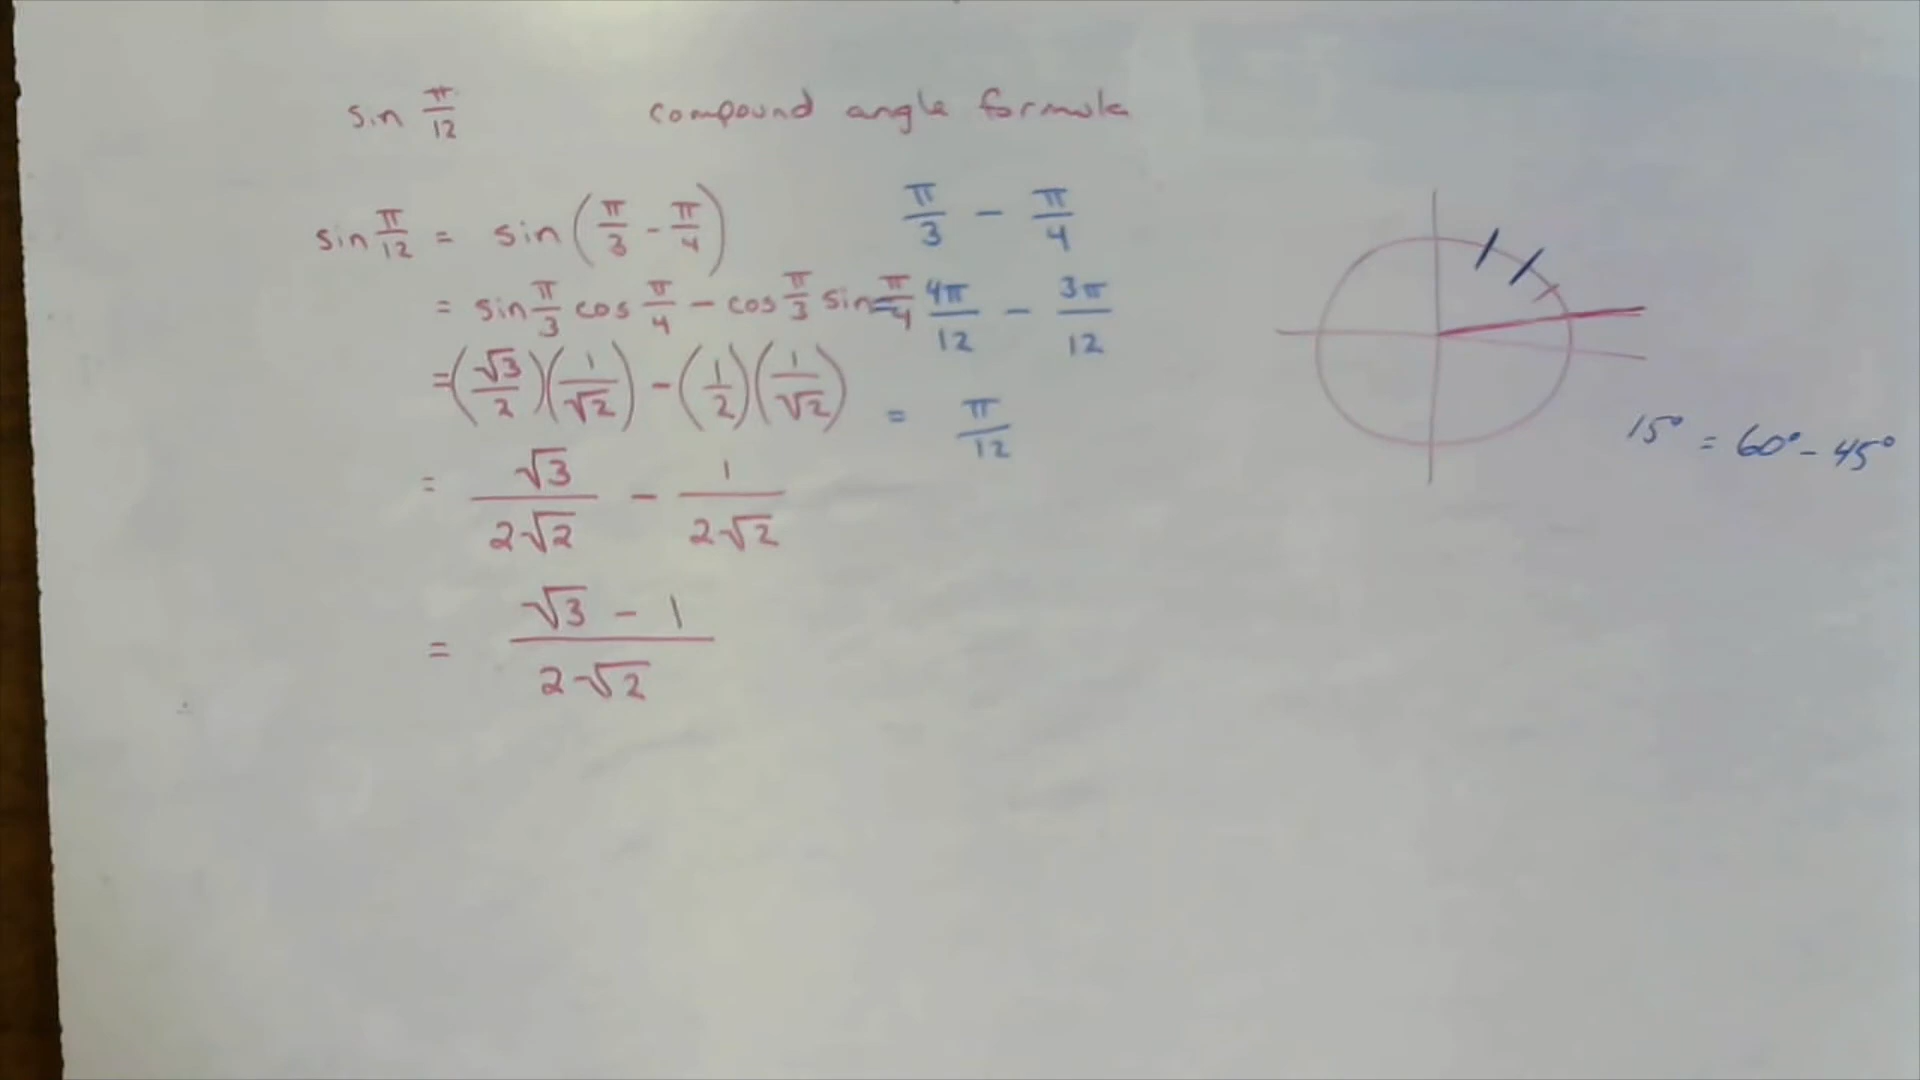 sin π/12 compound angle formula
sin π/12 = sin (π/3 - π/4)
= sin π/3 cos π/4 - cos π/3 sin π/4
= (√3/2)(1/√2) - (1/2)(1/√2)
= √3/2√2 - 1/2√2
= √3 - 1/2√2
π/3 - π/4
= 4π/12 - 3π/12
= π/12
15° = 60° - 45°